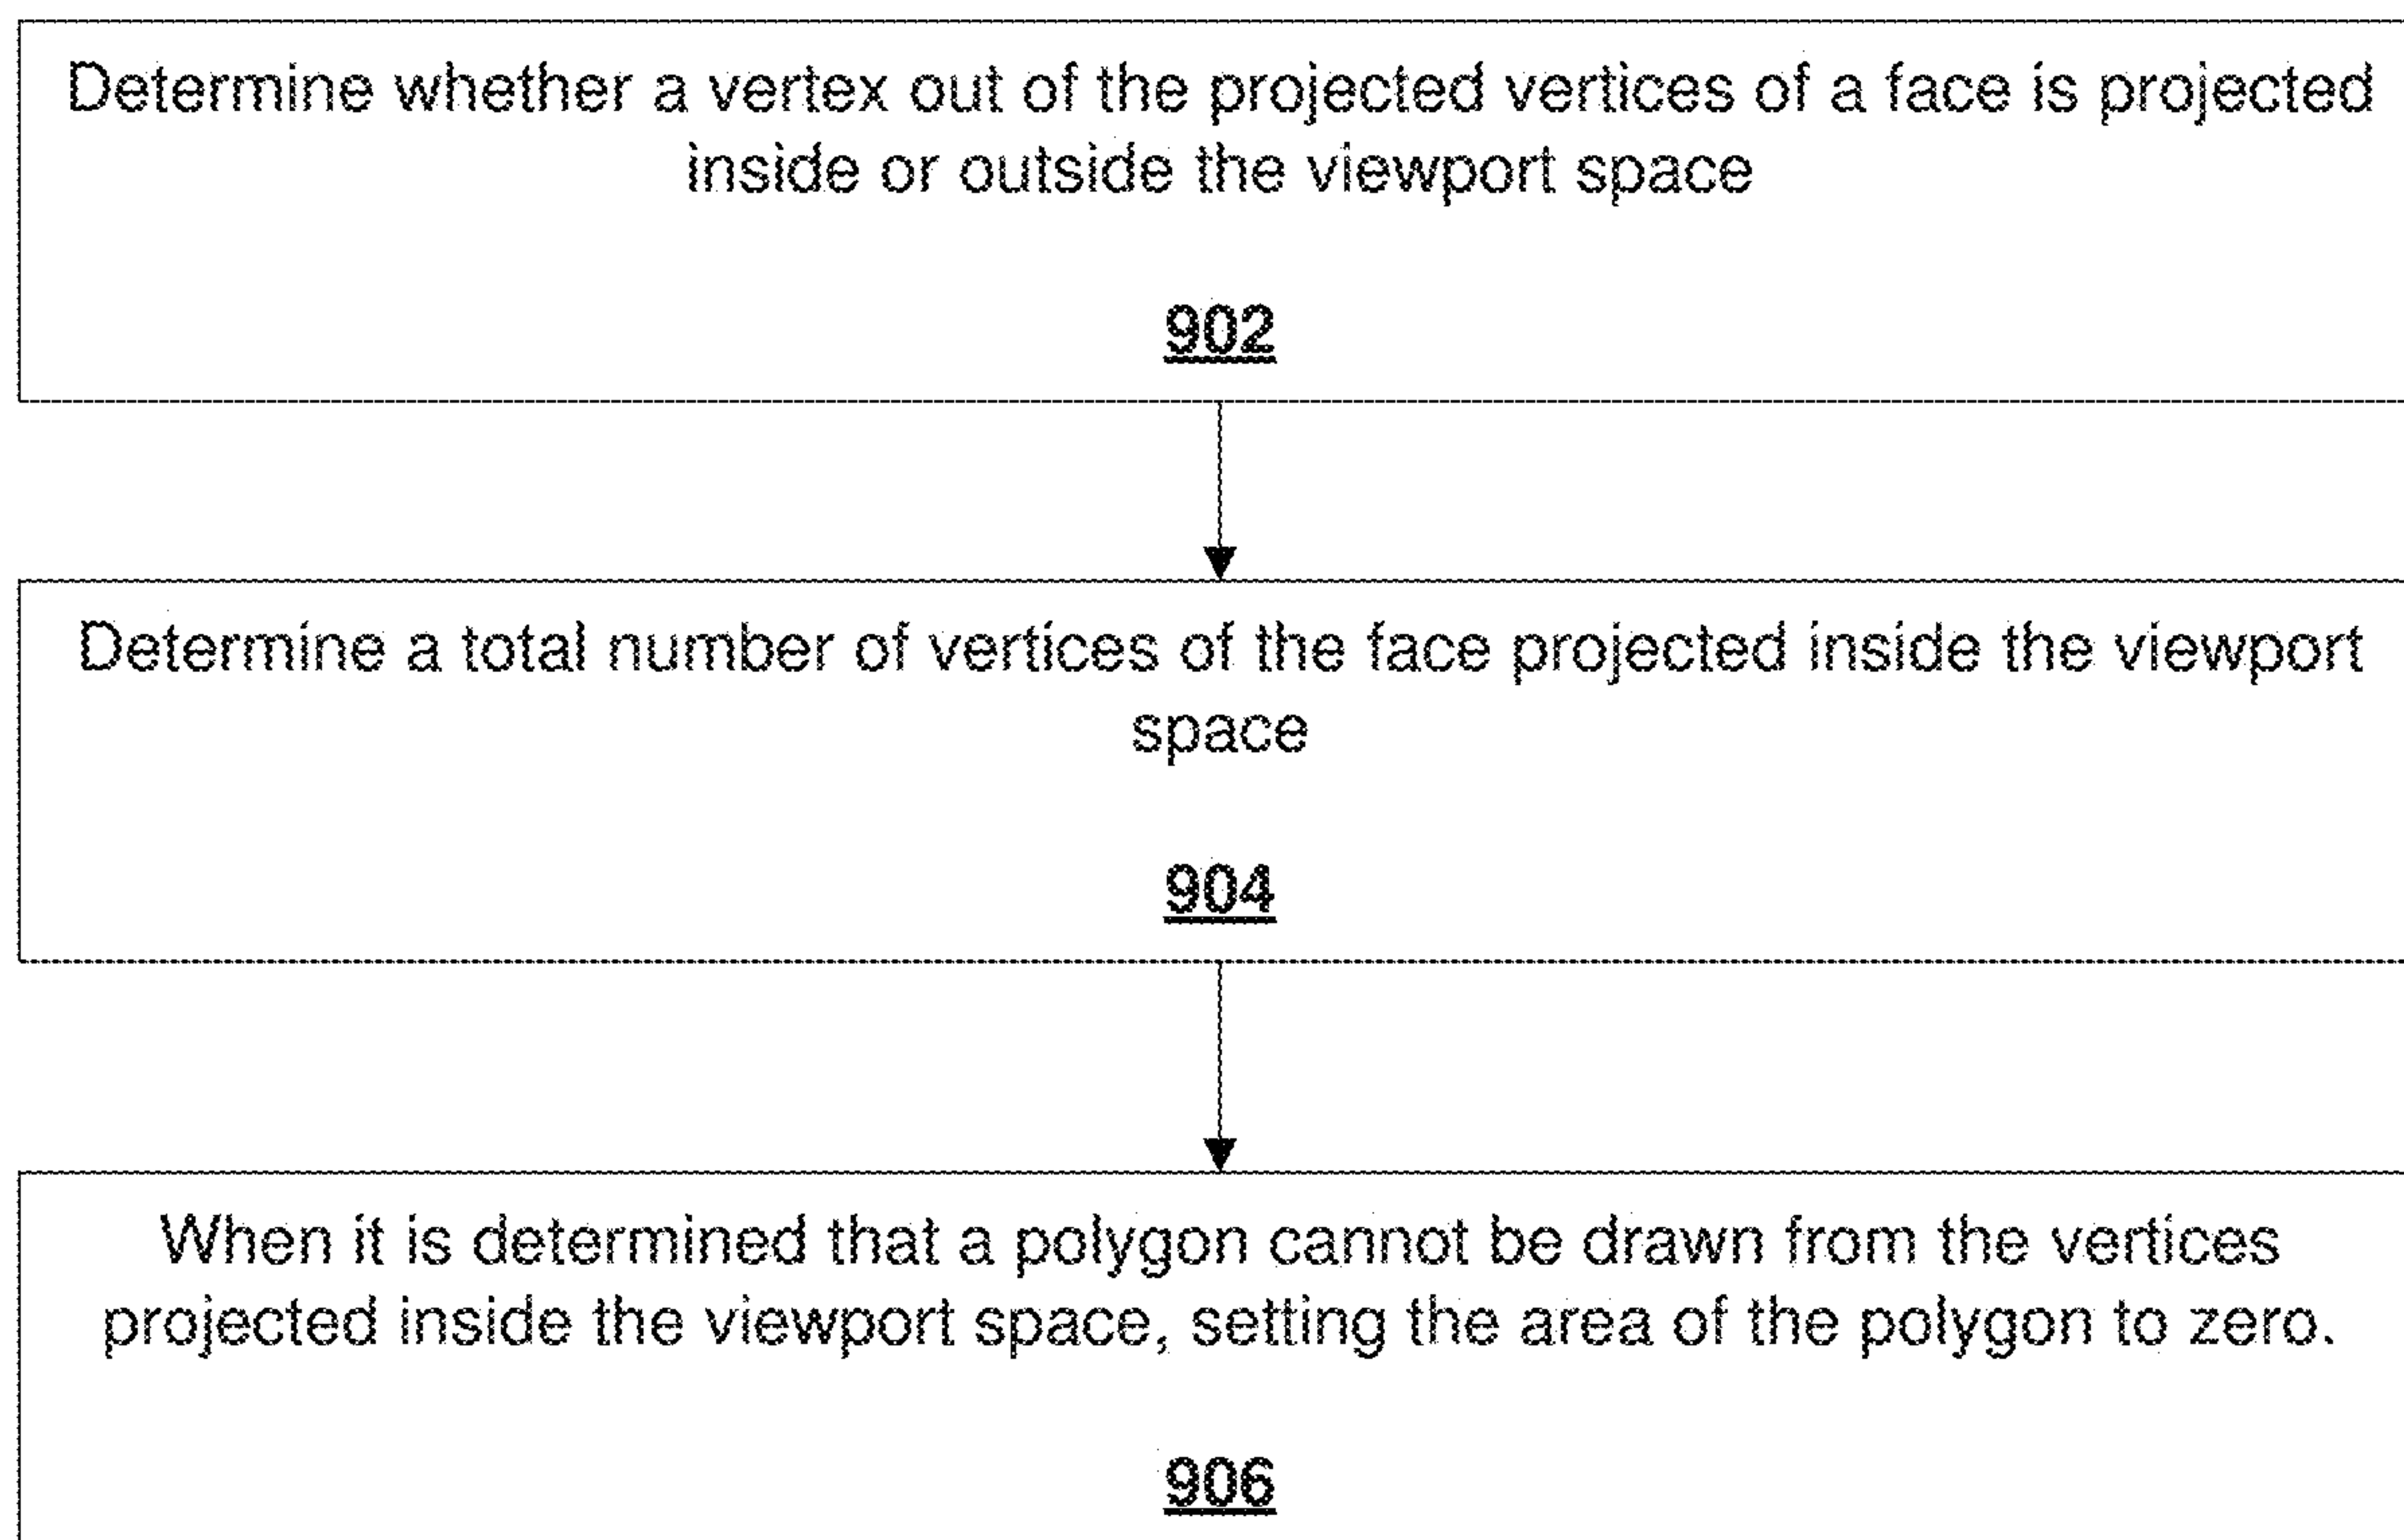 Determine whether a vertex out of the projected vertices of a face is projected
inside or outside the viewport space
902
Determine a total number of vertices of the face projected inside the viewport
space
904
When it is determined that a polygon cannot be drawn from the vertices
projected inside the viewport space, setting the area of the polygon to zero.
906